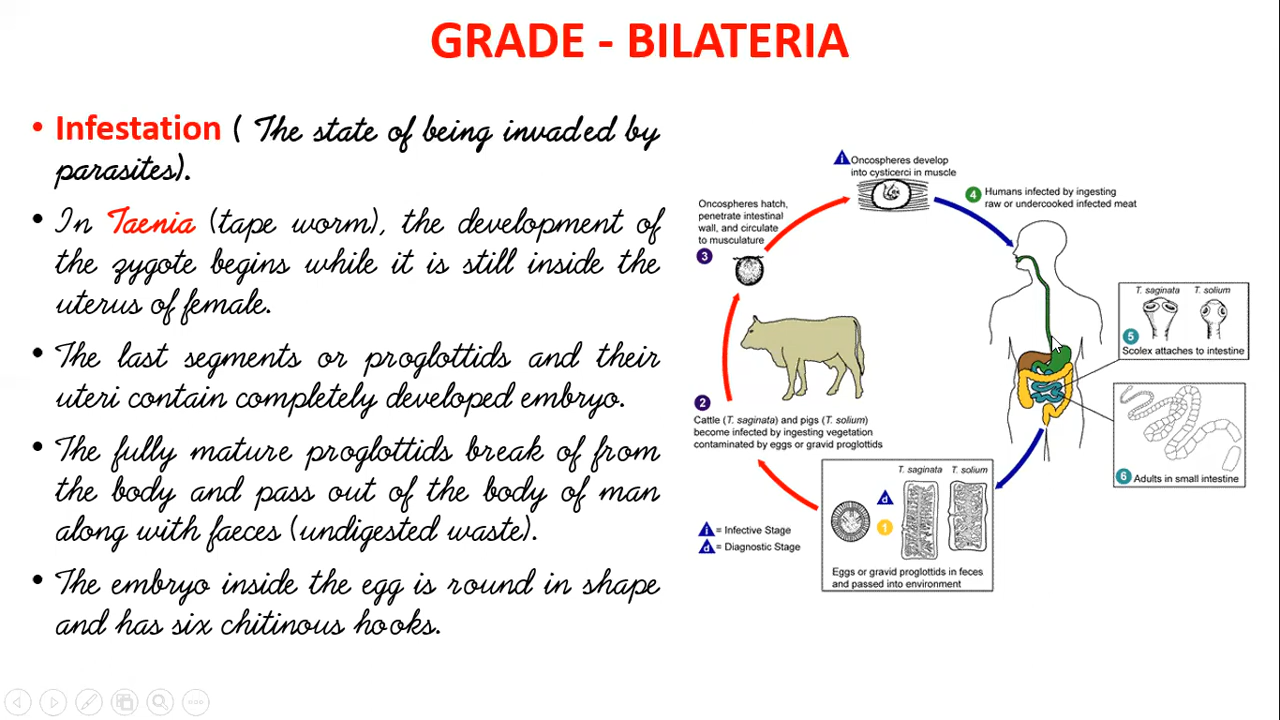 GRADE - BILATERIA
• Infestation ( The state of being invaded by
parasites).
• In Taenia (tape worm), the development of
the zygote begins while it is still inside the
uterus of female.
• The last segments or proglottids and their
uteri contain completely developed embryo.
• The fully mature proglottids break of from
the body and pass out of the body of man
along with faeces (undigested waste).
• The embryo inside the egg is round in shape
and has six chitinous hooks.
i Oncospheres develop
into cysticerci in muscle
4 Humans infected by ingesting
raw or undercooked infected meat
Oncospheres hatch,
penetrate intestinal
wall, and circulate
to musculature
3
T. saginata T. solium
5
Scolex attaches to intestine
2
Cattle (T. saginata) and pigs (T. solium)
become infected by ingesting vegetation
contaminated by eggs or gravid proglottids
6 Adults in small intestine
T. saginata T. solium
d
1
i = Infective Stage
d = Diagnostic Stage
Eggs or gravid proglottids in feces
and passed into environment